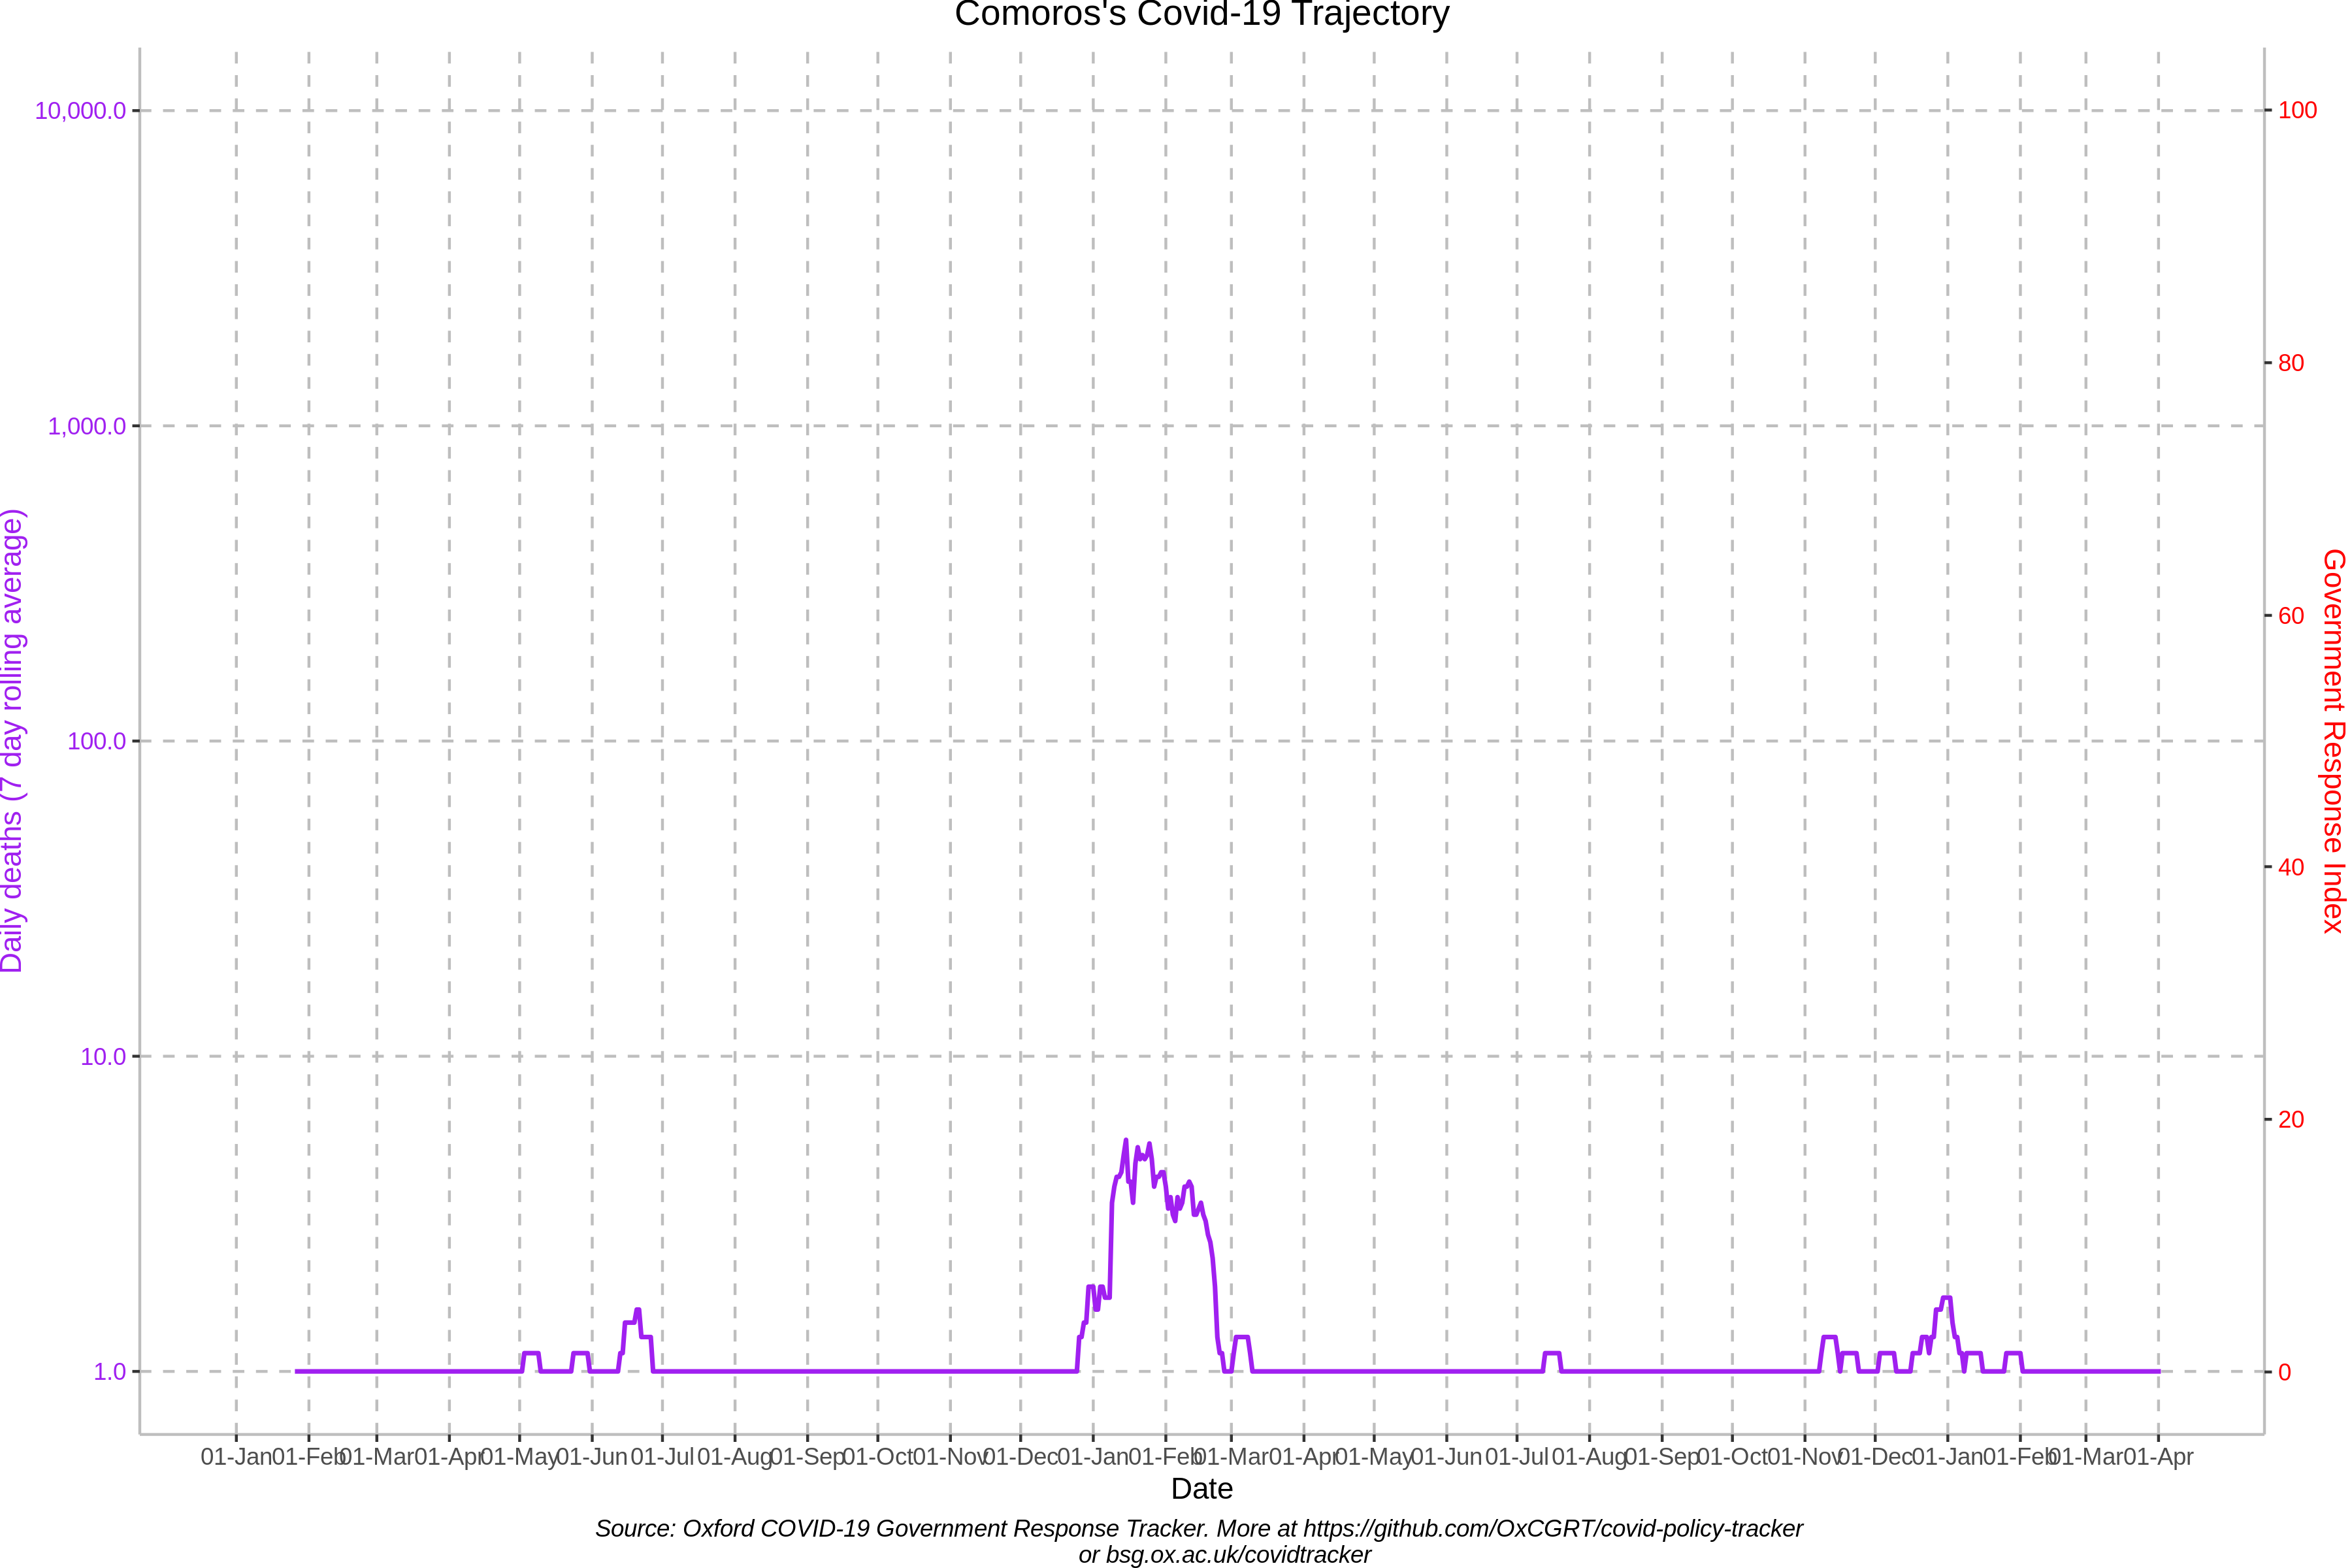 Comoros's Covid-19 Trajectory
10,000.0
1,000.0
100.0
10.0
1.0
Daily deaths (7 day rolling average)
100
80
60
40
20
0
Government Response Index
01-Jan 01-Feb 01-Mar 01-Apr 01-May 01-Jun 01-Jul 01-Aug 01-Sep 01-Oct 01-Nov 01-Dec 01-Jan 01-Feb 01-Mar 01-Apr 01-May 01-Jun 01-Jul 01-Aug 01-Sep 01-Oct 01-Nov 01-Dec 01-Jan 01-Feb 01-Mar 01-Apr
Date
Source: Oxford COVID-19 Government Response Tracker. More at https://github.com/OxCGRT/covid-policy-tracker
or bsg.ox.ac.uk/covidtracker